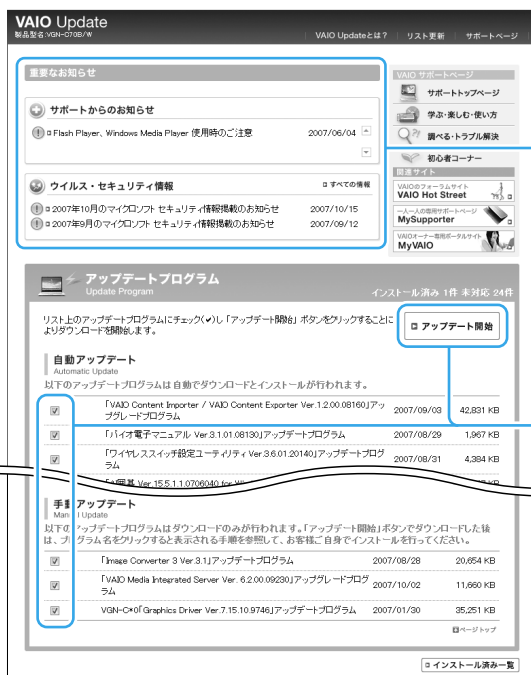 VAIO Update
製品型名:VGN-C70B/W
VAIO Updateとは?
リスト更新
サポートページ
重要なお知らせ
サポートからのお知らせ
Flash Player、Windows Media Player 使用時のご注意 2007/06/04
ウイルス・セキュリティ情報
すべての情報
2007年10月のマイクロソフト セキュリティ情報掲載のお知らせ 2007/10/15
2007年9月のマイクロソフト セキュリティ情報掲載のお知らせ 2007/09/12
VAIO サポートページ
サポートトップページ
学ぶ・楽しむ・使い方
調べる・トラブル解決
初心者コーナー
関連サイト
VAIOのフォーラムサイト
VAIO Hot Street
一人一人の専用サポートページ
MySupporter
VAIOオーナー専用ポータルサイト
MyVAIO
アップデートプログラム
Update Program
インストール済み 1件 未対応 24件
リスト上のアップデートプログラムにチェック(✔)し「アップデート開始」ボタンをクリックすることに
よりダウンロードを開始します。
アップデート開始
自動アップデート
Automatic Update
以下のアップデートプログラムは自動でダウンロードとインストールが行われます。
「VAIO Content Importer / VAIO Content Exporter Ver.1.2.00.08160」アッ
プグレードプログラム
2007/09/03 42,831 KB
「バイオ電子マニュアル Ver.3.1.01.08130」アップデートプログラム 2007/08/29 1,967 KB
「ワイヤレススイッチ設定ユーティリティ Ver.3.6.01.20140」アップデートプログ
ラム
2007/08/31 4,384 KB
Ver.15.5.1.1.0706040 for
手動アップデート
Manual Update
以下のアップデートプログラムはダウンロードのみが行われます。「アップデート開始」ボタンでダウンロードした後
は、プログラム名をクリックすると表示される手順を参照して、お客様ご自身でインストールを行ってください。
「Image Converter 3 Ver.3.1」アップデートプログラム 2007/08/28 20,654 KB
「VAIO Media Integrated Server Ver. 6.2.00.09230」アップグレードプログ
ラム
2007/10/02 11,660 KB
VGN-C*0「Graphics Driver Ver.7.15.10.9746」アップデートプログラム 2007/01/30 35,251 KB
ページトップ
インストール済み一覧